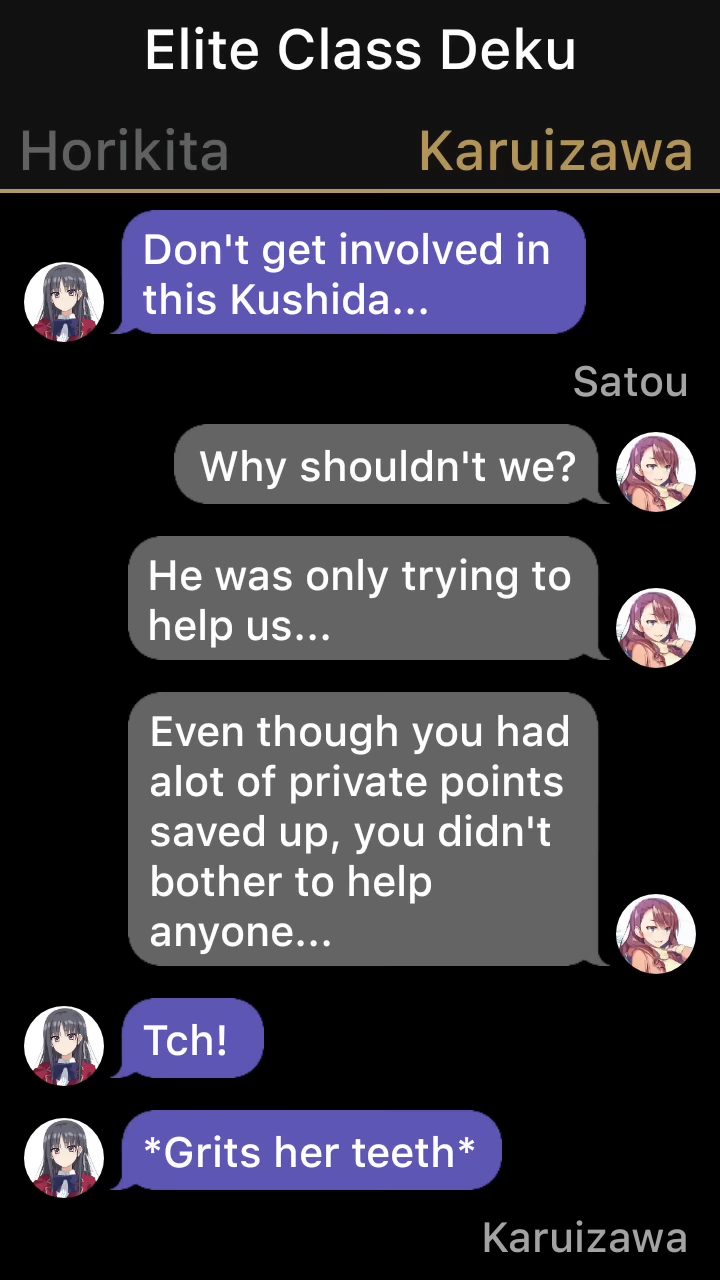 Elite Class Deku
Horikita
Karuizawa
Don't get involved in
this Kushida...
Satou
Why shouldn't we?
He was only trying to
help us...
Even though you had
alot of private points
saved up, you didn't
bother to help
anyone...
Tch!
*Grits her teeth*
Karuizawa